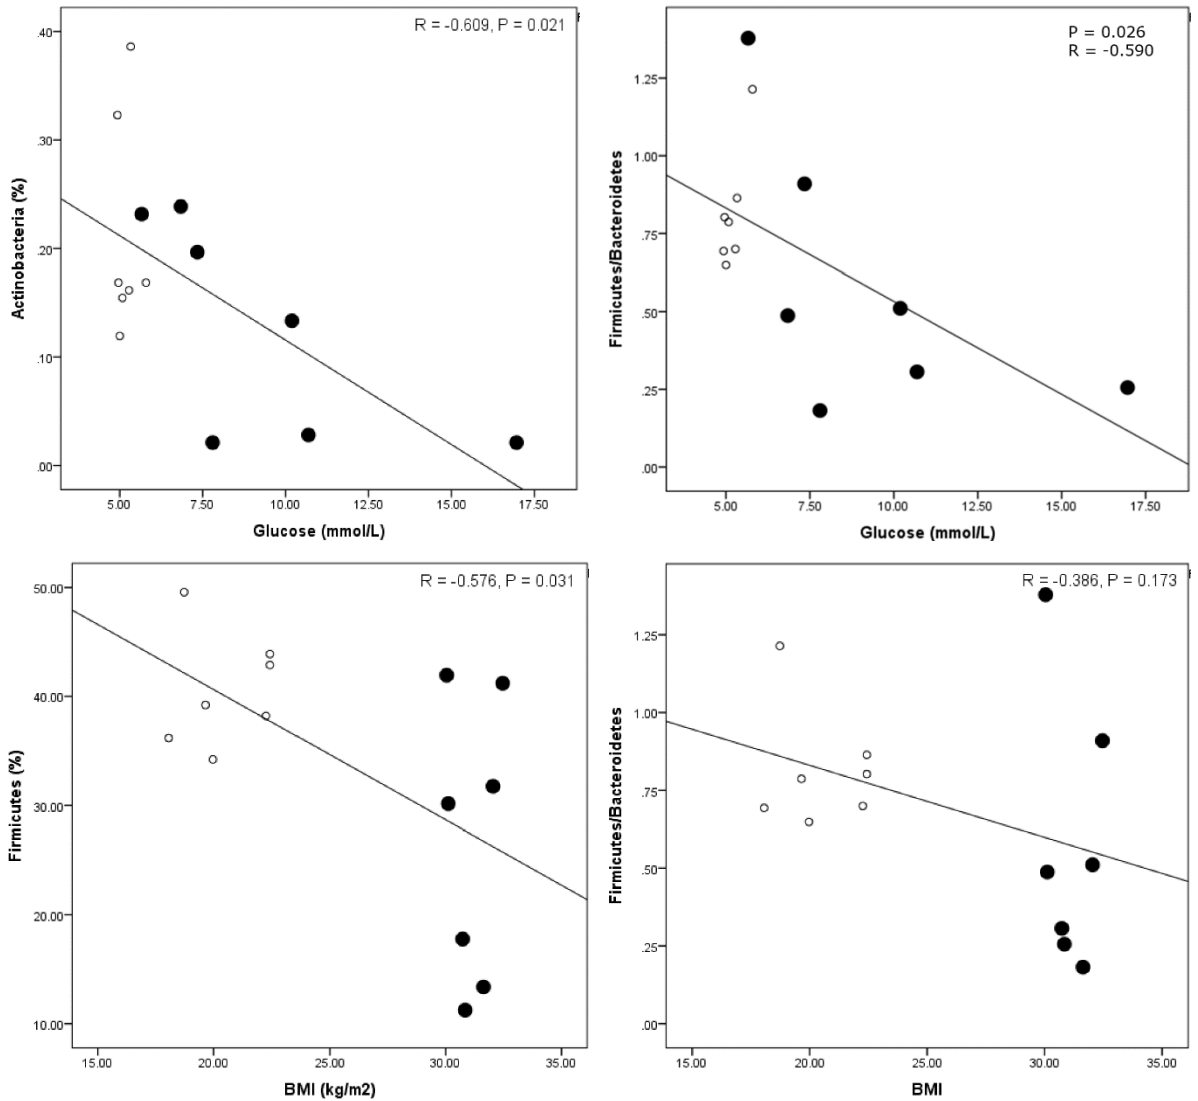 R = -0.609, P = 0.021
.40
.30
.20
.10
.00
Actinobacteria (%)
5.00 7.50 10.00 12.50 15.00 17.50
Glucose (mmol/L)
P = 0.026
R = -0.590
1.25
1.00
.75
.50
.25
.00
Firmicutes/Bacteroidetes
5.00 7.50 10.00 12.50 15.00 17.50
Glucose (mmol/L)
R = -0.576, P = 0.031
50.00
40.00
30.00
20.00
10.00
Firmicutes (%)
15.00 20.00 25.00 30.00 35.00
BMI (kg/m2)
R = -0.386, P = 0.173
1.25
1.00
.75
.50
.25
.00
Firmicutes/Bacteroidetes
15.00 20.00 25.00 30.00 35.00
BMI